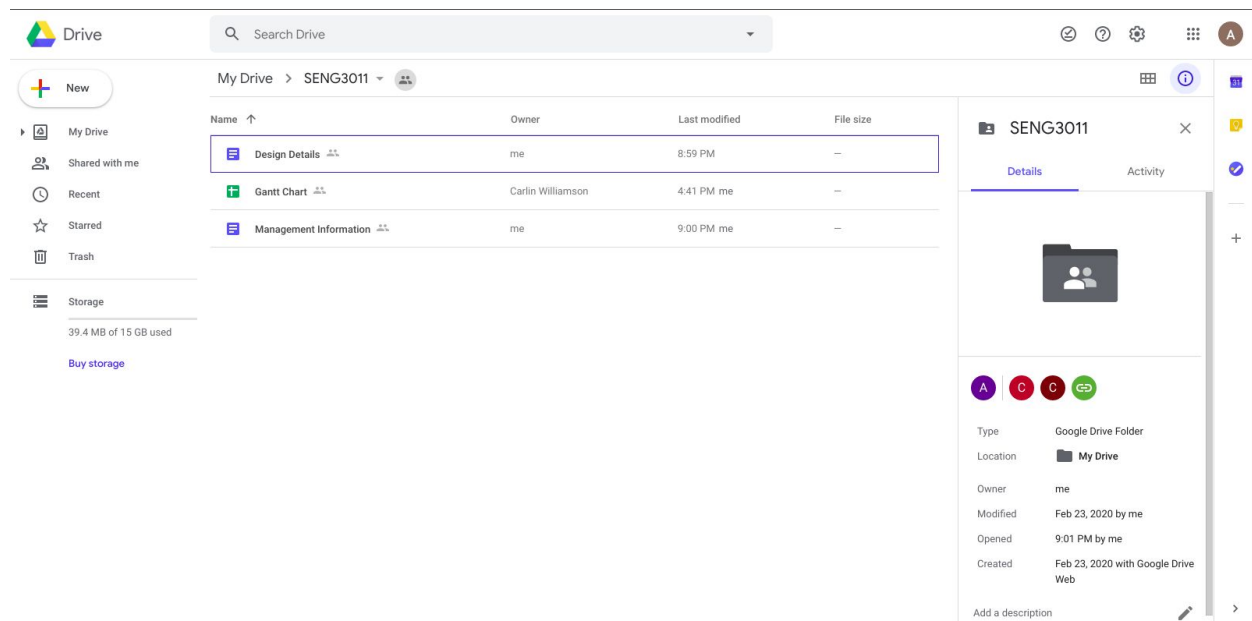 Drive
Search Drive
A
New
My Drive > SENG3011
31
My Drive
Shared with me
Recent
Starred
Trash
Storage
39.4 MB of 15 GB used
Buy storage
Name ↑ Owner Last modified File size
Design Details me 8:59 PM —
Gantt Chart Carlin Williamson 4:41 PM me —
Management Information me 9:00 PM me —
SENG3011
Details Activity
A C C
Type Google Drive Folder
Location My Drive
Owner me
Modified Feb 23, 2020 by me
Opened 9:01 PM by me
Created Feb 23, 2020 with Google Drive
Web
Add a description